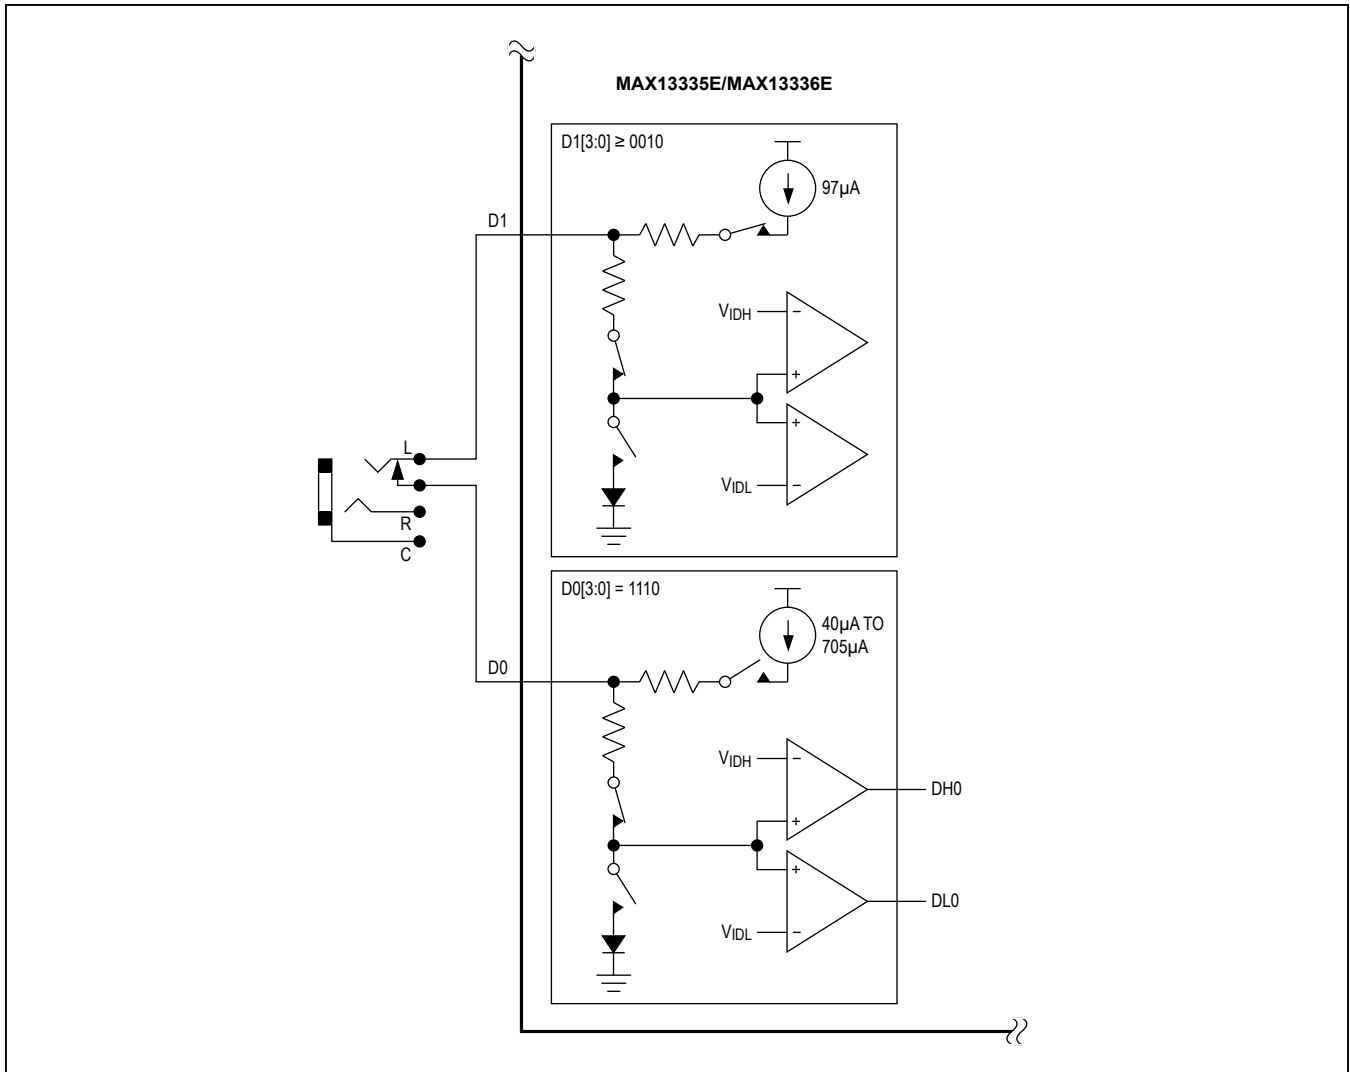 MAX13335E/MAX13336E
D1[3:0] ≥ 0010
97µA
D1
VIDH
−
+
+
VIDL
−
L
R
C
D0[3:0] = 1110
40µA TO
705µA
D0
VIDH
−
+
DH0
+
DL0
VIDL
−